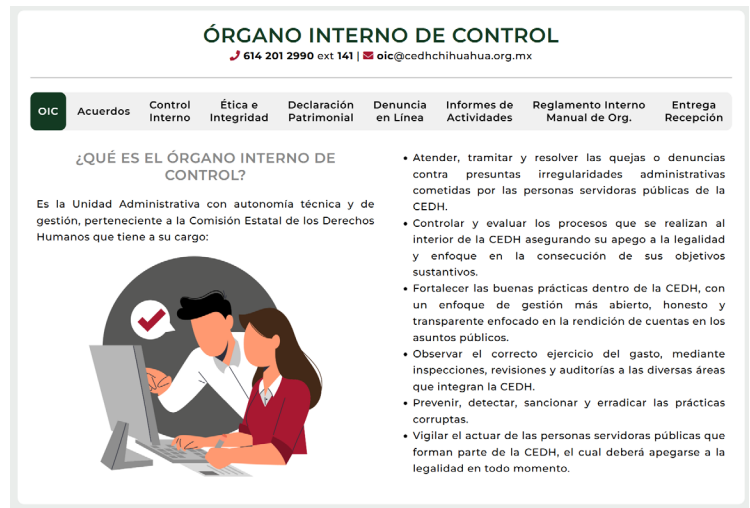 ÓRGANO INTERNO DE CONTROL
614 201 2990 ext 141 | oic@cedhchihuahua.org.mx
OIC
Acuerdos
Control
Interno
Ética e
Integridad
Declaración
Patrimonial
Denuncia
en Línea
Informes de
Actividades
Reglamento Interno
Manual de Org.
Entrega
Recepción
¿QUÉ ES EL ÓRGANO INTERNO DE
CONTROL?
Es la Unidad Administrativa con autonomía técnica y de
gestión, perteneciente a la Comisión Estatal de los Derechos
Humanos que tiene a su cargo:
• Atender, tramitar y resolver las quejas o denuncias
contra presuntas irregularidades administrativas
cometidas por las personas servidoras públicas de la
CEDH.
• Controlar y evaluar los procesos que se realizan al
interior de la CEDH asegurando su apego a la legalidad
y enfoque en la consecución de sus objetivos
sustantivos.
• Fortalecer las buenas prácticas dentro de la CEDH, con
un enfoque de gestión más abierto, honesto y
transparente enfocado en la rendición de cuentas en los
asuntos públicos.
• Observar el correcto ejercicio del gasto, mediante
inspecciones, revisiones y auditorías a las diversas áreas
que integran la CEDH.
• Prevenir, detectar, sancionar y erradicar las prácticas
corruptas.
• Vigilar el actuar de las personas servidoras públicas que
forman parte de la CEDH, el cual deberá apegarse a la
legalidad en todo momento.